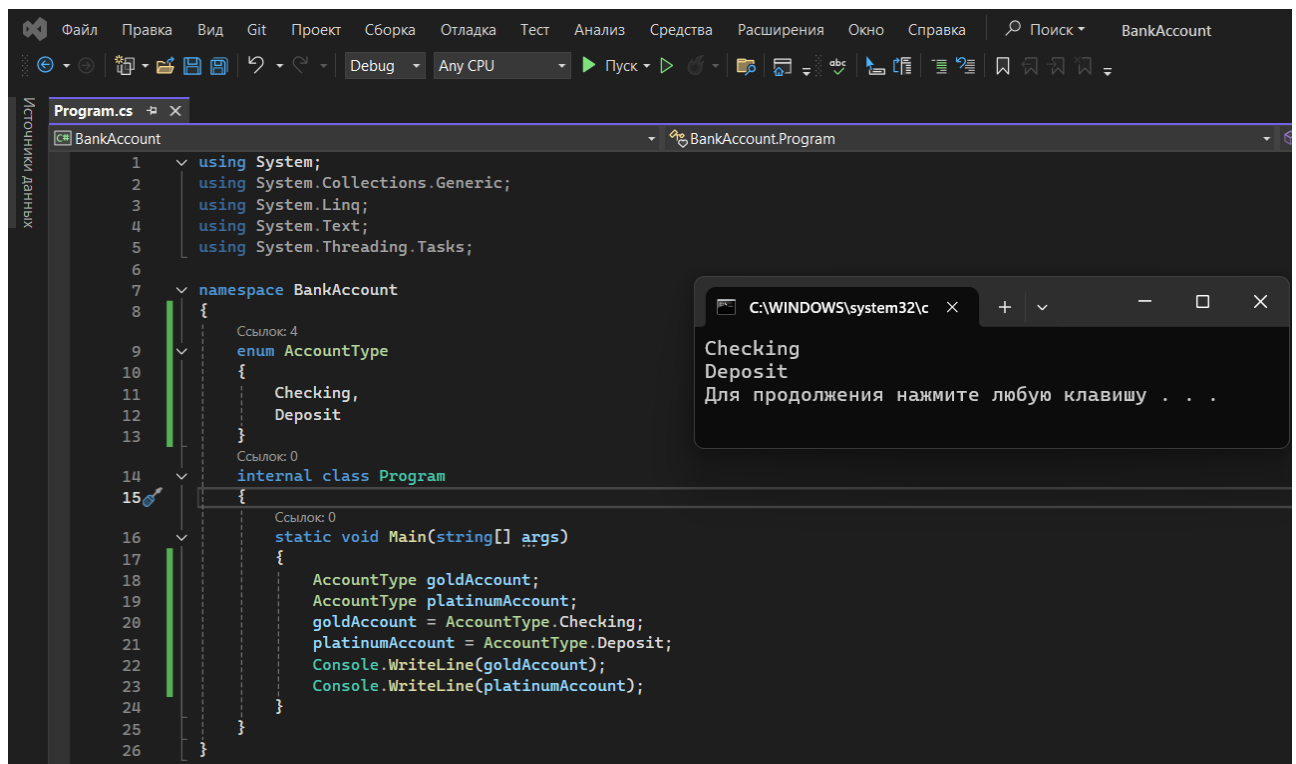 Файл Правка Вид Git Проект Сборка Отладка Тест Анализ Средства Расширения Окно Справка Поиск BankAccount
Debug Any CPU Пуск abc
Источники данных
Program.cs
C# BankAccount BankAccount.Program
1 using System;
2 using System.Collections.Generic;
3 using System.Linq;
4 using System.Text;
5 using System.Threading.Tasks;
6
7 namespace BankAccount
8 {
Ссылок: 4
9 enum AccountType
10 {
11 Checking,
12 Deposit
13 }
Ссылок: 0
14 internal class Program
15 {
Ссылок: 0
16 static void Main(string[] args)
17 {
18 AccountType goldAccount;
19 AccountType platinumAccount;
20 goldAccount = AccountType.Checking;
21 platinumAccount = AccountType.Deposit;
22 Console.WriteLine(goldAccount);
23 Console.WriteLine(platinumAccount);
24 }
25 }
26 }
C:\WINDOWS\system32\c
Checking
Deposit
Для продолжения нажмите любую клавишу . . .